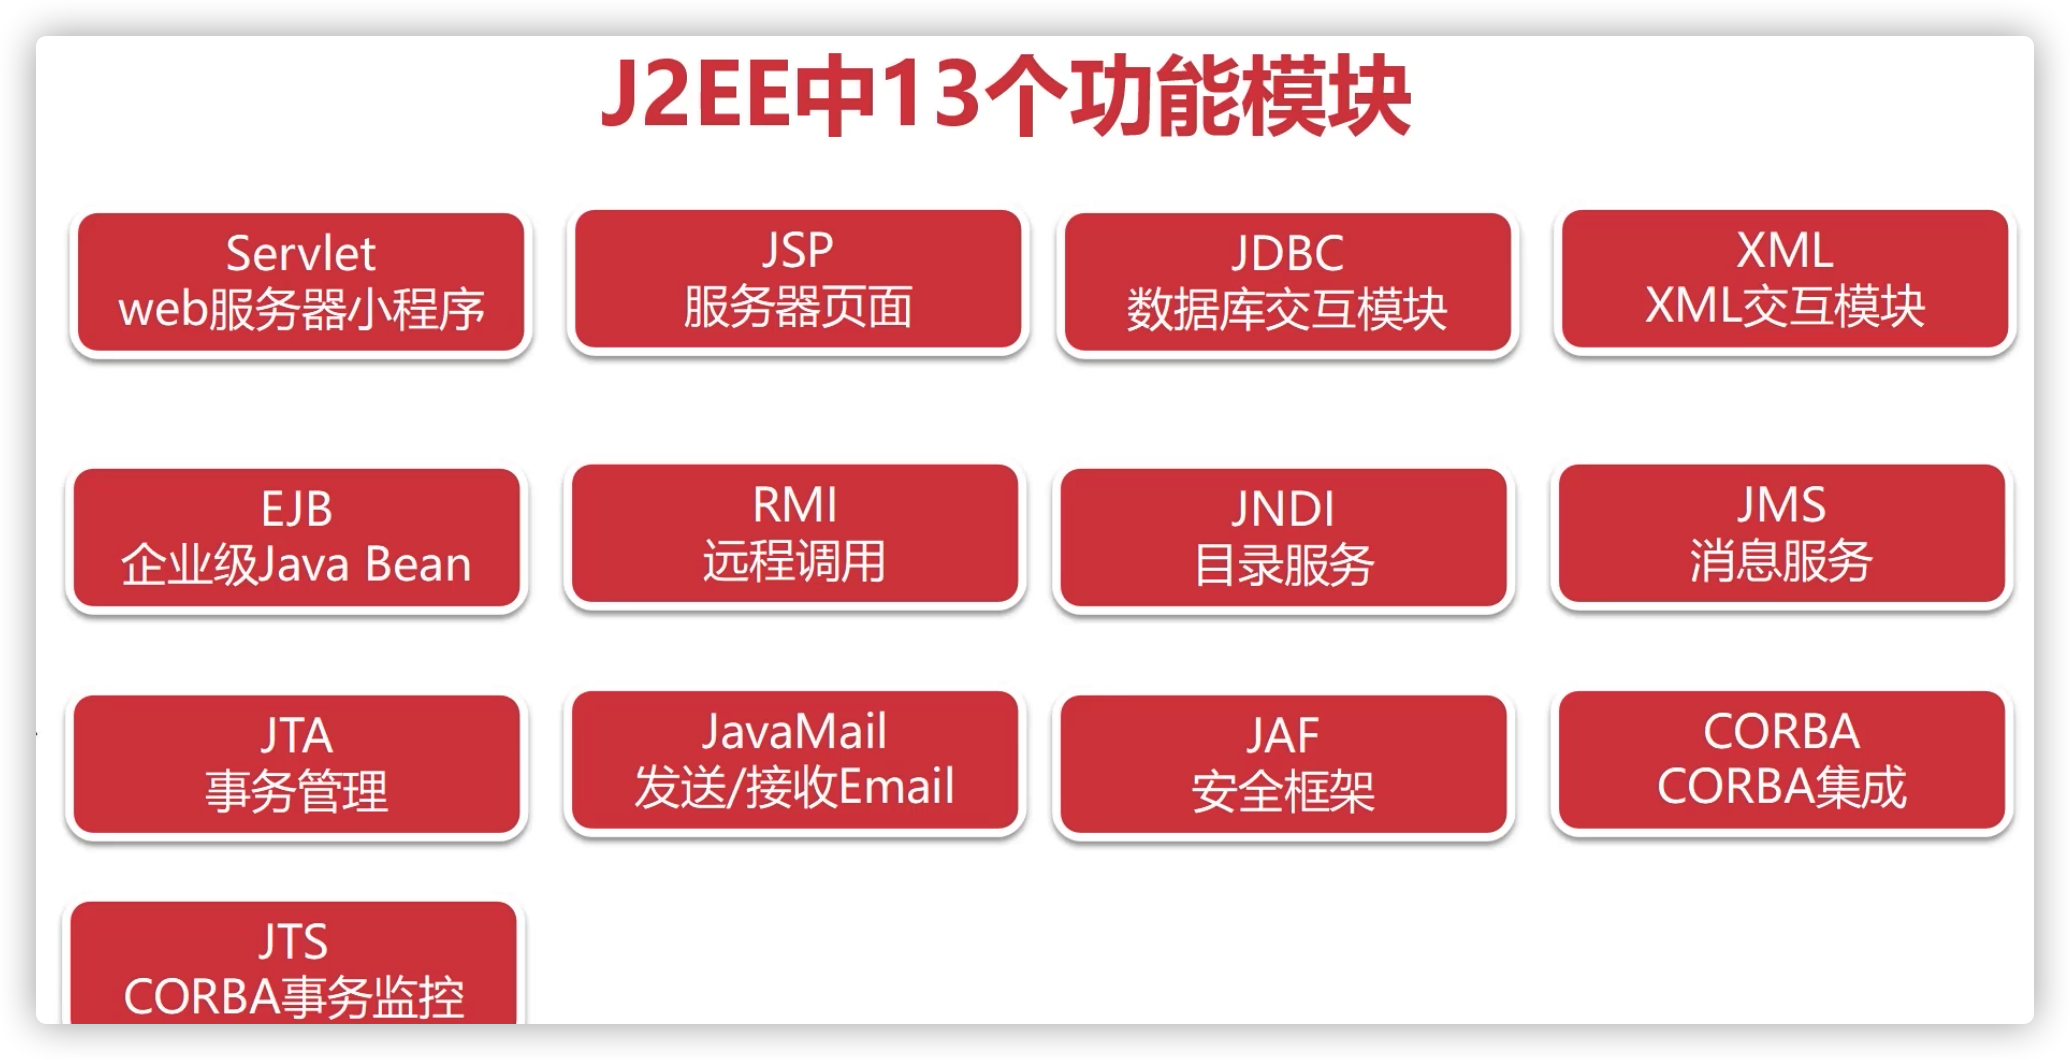 J2EE中13个功能模块
Servlet
web服务器小程序
JSP
服务器页面
JDBC
数据库交互模块
XML
XML交互模块
EJB
企业级Java Bean
RMI
远程调用
JNDI
目录服务
JMS
消息服务
JTA
事务管理
JavaMail
发送/接收Email
JAF
安全框架
CORBA
CORBA集成
JTS
CORBA事务监控